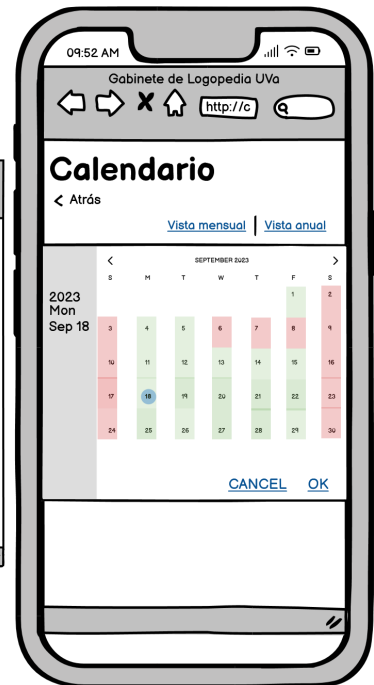 09:52 AM
Gabinete de Logopedia UVa
http://c
Calendario
Atrás
Vista mensual Vista anual
SEPTEMBER 2023
S M T W T F S
2023
Mon
Sep 18
1 2
3 4 5 6 7 8 9
10 11 12 13 14 15 16
17 18 19 20 21 22 23
24 25 26 27 28 29 30
CANCEL OK